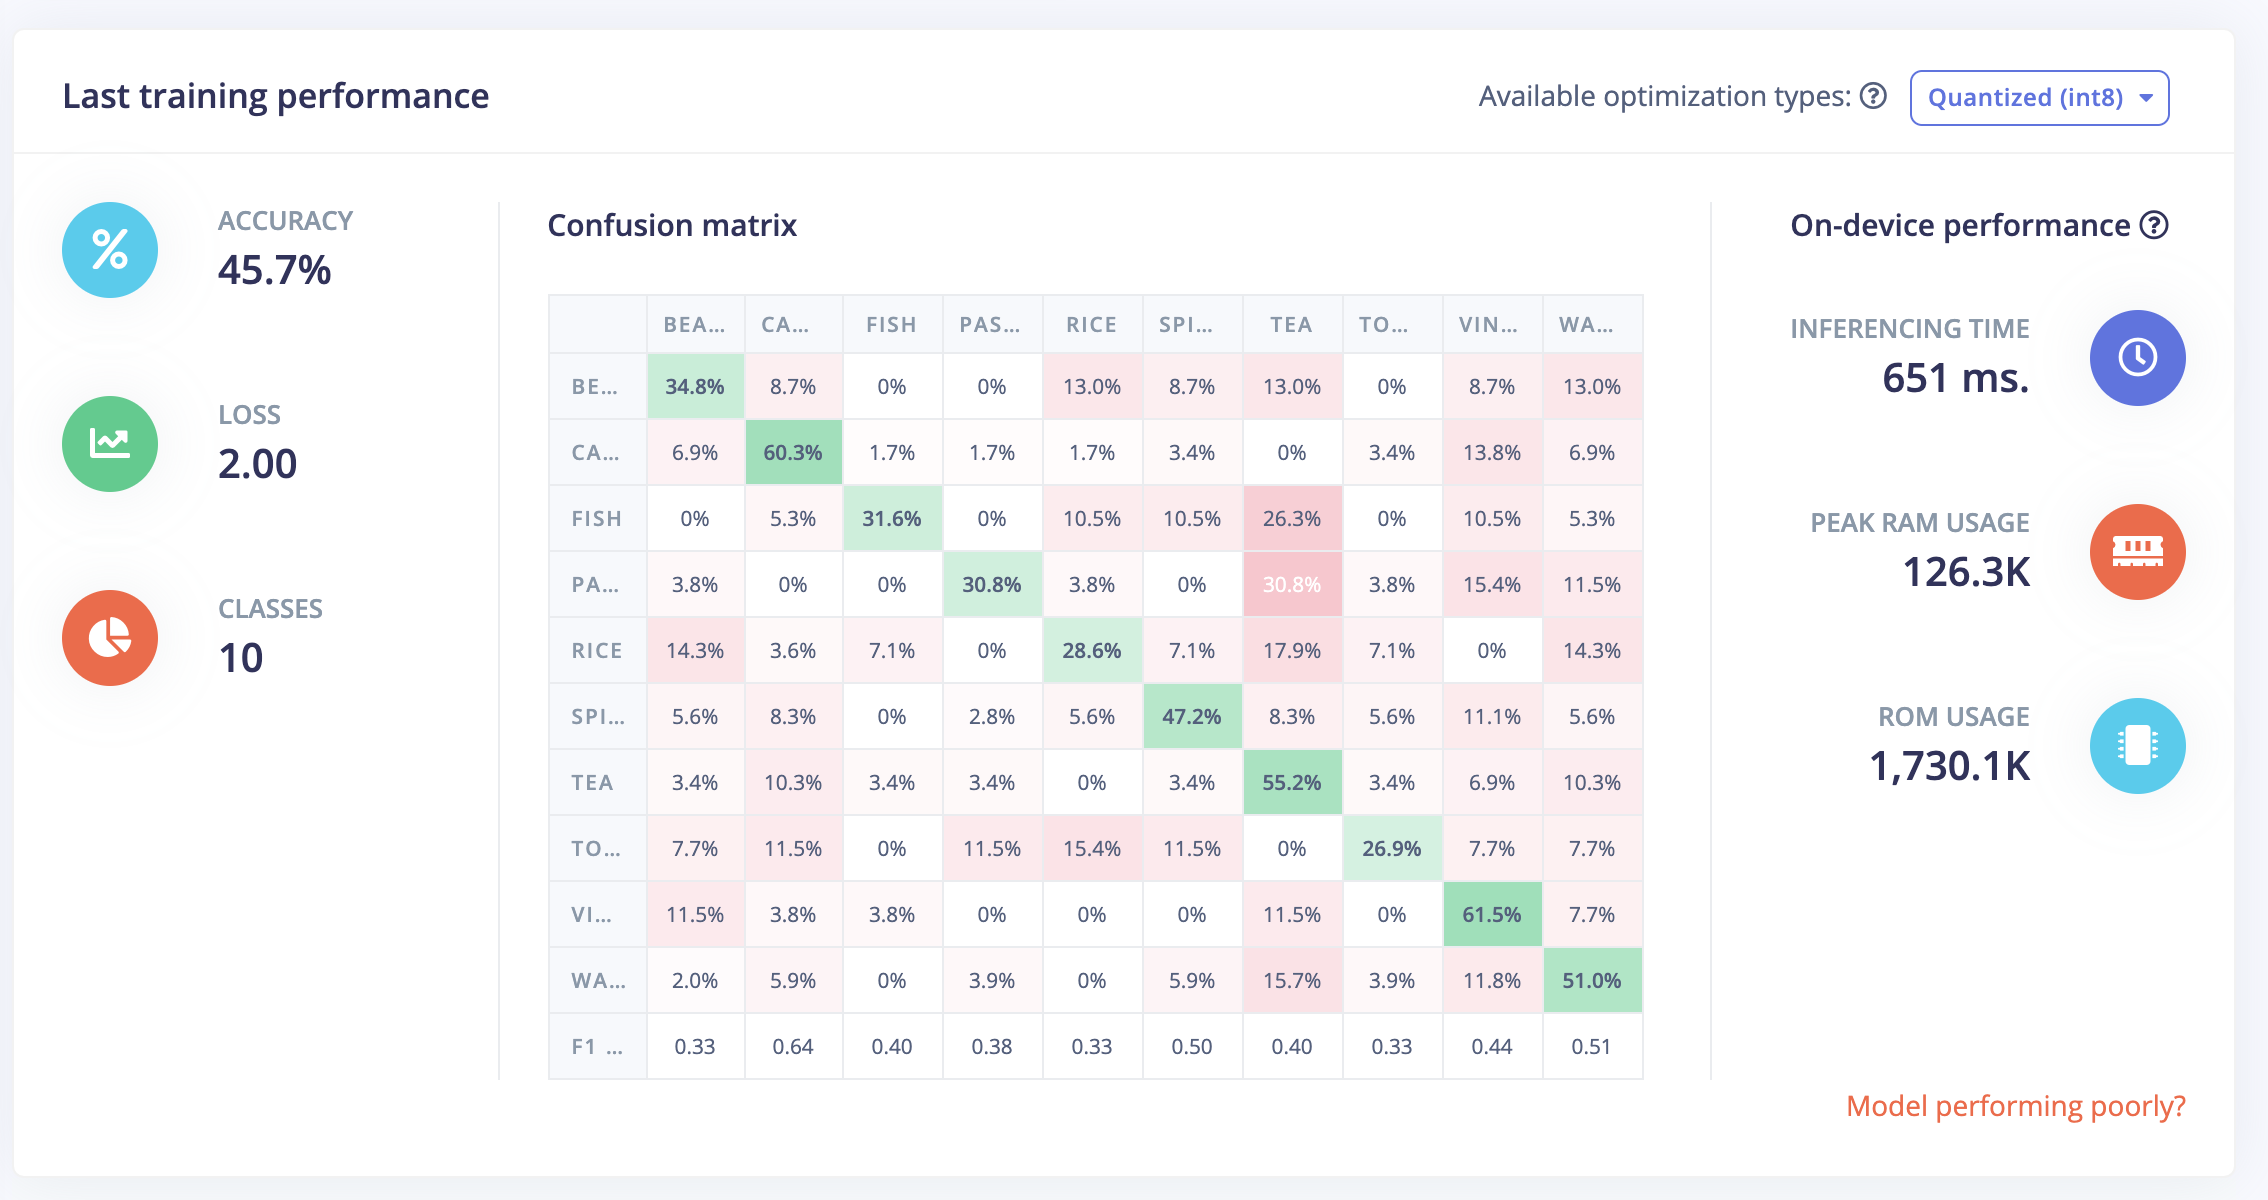 Last training performance
Available optimization types: ?
Quantized (int8)
ACCURACY
45.7%
LOSS
2.00
CLASSES
10
Confusion matrix
BEA... CA... FISH PAS... RICE SPI... TEA TO... VIN... WA...
BE... 34.8% 8.7% 0% 0% 13.0% 8.7% 13.0% 0% 8.7% 13.0%
CA... 6.9% 60.3% 1.7% 1.7% 1.7% 3.4% 0% 3.4% 13.8% 6.9%
FISH 0% 5.3% 31.6% 0% 10.5% 10.5% 26.3% 0% 10.5% 5.3%
PA... 3.8% 0% 0% 30.8% 3.8% 0% 30.8% 3.8% 15.4% 11.5%
RICE 14.3% 3.6% 7.1% 0% 28.6% 7.1% 17.9% 7.1% 0% 14.3%
SPI... 5.6% 8.3% 0% 2.8% 5.6% 47.2% 8.3% 5.6% 11.1% 5.6%
TEA 3.4% 10.3% 3.4% 3.4% 0% 3.4% 55.2% 3.4% 6.9% 10.3%
TO... 7.7% 11.5% 0% 11.5% 15.4% 11.5% 0% 26.9% 7.7% 7.7%
VI... 11.5% 3.8% 3.8% 0% 0% 0% 11.5% 0% 61.5% 7.7%
WA... 2.0% 5.9% 0% 3.9% 0% 5.9% 15.7% 3.9% 11.8% 51.0%
F1 ... 0.33 0.64 0.40 0.38 0.33 0.50 0.40 0.33 0.44 0.51
On-device performance ?
INFERENCING TIME
651 ms.
PEAK RAM USAGE
126.3K
ROM USAGE
1,730.1K
Model performing poorly?